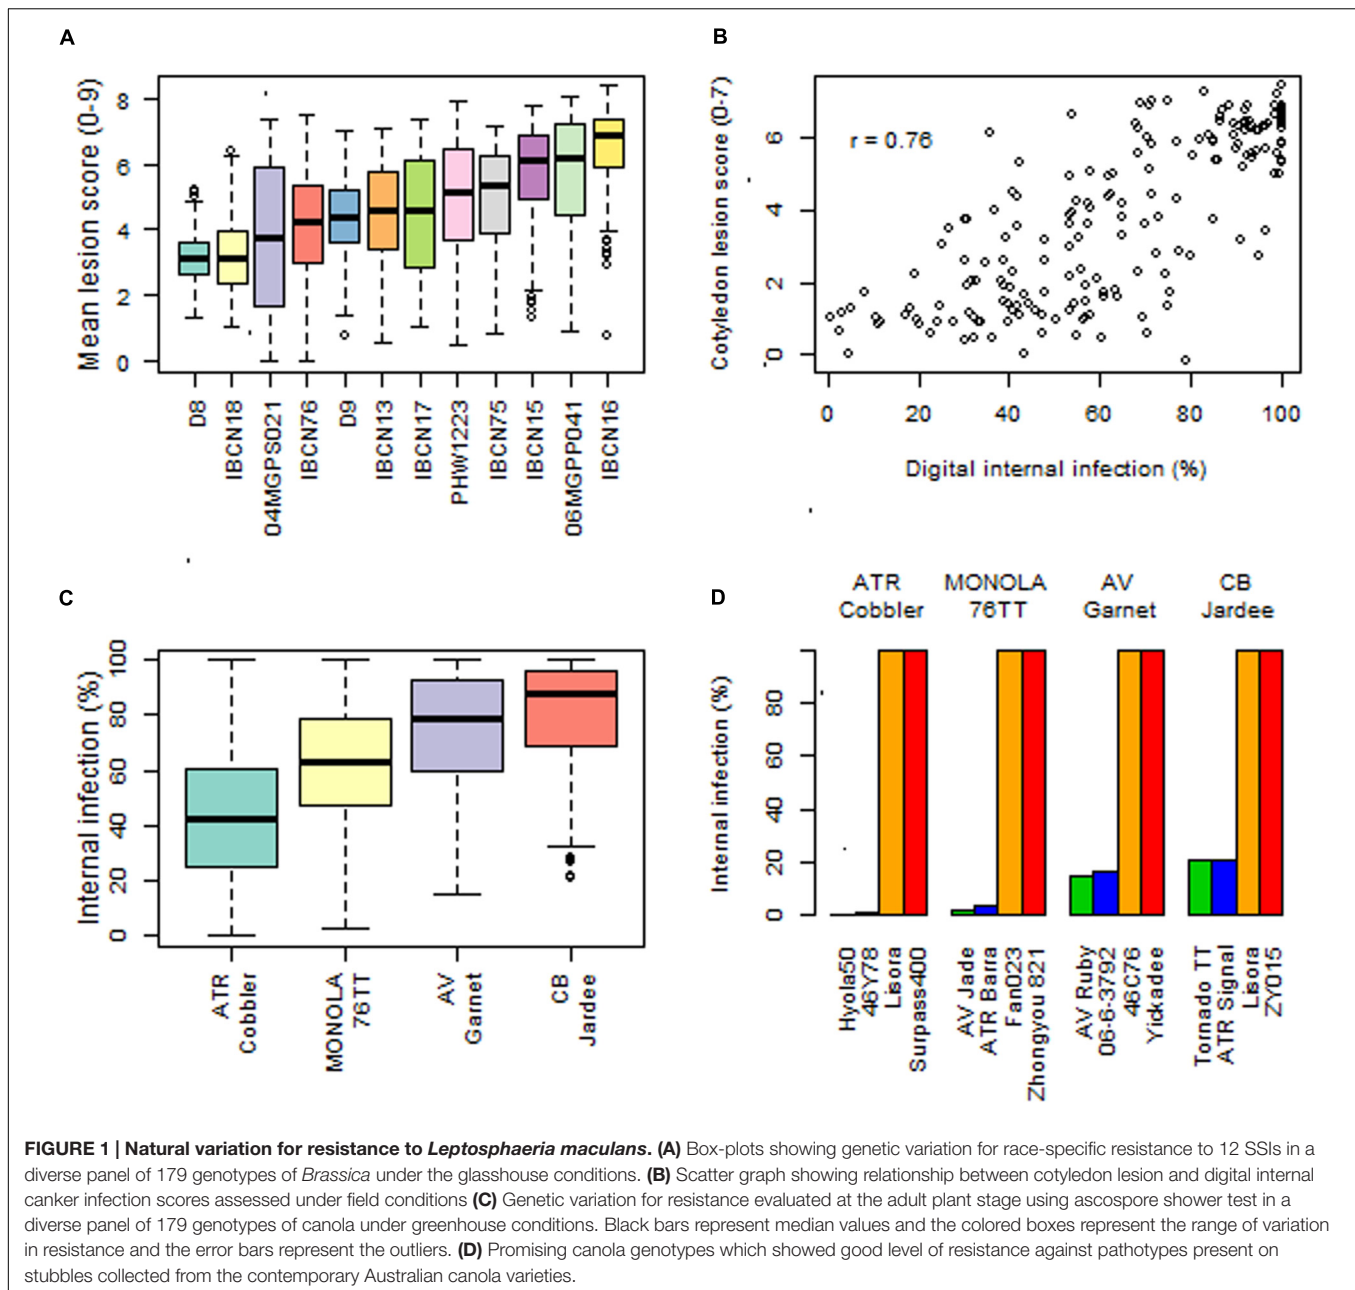 A
Mean lesion score (0-9)
8
6
4
2
0
D8
IBCN18
04MGPS021
IBCN76
D9
IBCN13
IBCN17
PHW1223
IBCN75
IBCN15
06MGPP041
IBCN16
B
Cotyledon lesion score (0-7)
6
4
2
0
r = 0.76
0 20 40 60 80 100
Digital internal infection (%)
C
Internal infection (%)
100
80
60
40
20
0
ATR
Cobbler
MONOLA
76TT
AV
Garnet
CB
Jardee
D
ATR
Cobbler
MONOLA
76TT
AV
Garnet
CB
Jardee
Internal infection (%)
80
60
40
20
0
Hyola50
46Y78
Lisora
Surpass400
AV Jade
ATR Barra
Fan023
Zhongyou 821
AV Ruby
06-6-3792
46C76
Yickadee
Tornado TT
ATR Signal
Lisora
ZY015
FIGURE 1 | Natural variation for resistance to Leptosphaeria maculans. (A) Box-plots showing genetic variation for race-specific resistance to 12 SSIs in a
diverse panel of 179 genotypes of Brassica under the glasshouse conditions. (B) Scatter graph showing relationship between cotyledon lesion and digital internal
canker infection scores assessed under field conditions (C) Genetic variation for resistance evaluated at the adult plant stage using ascospore shower test in a
diverse panel of 179 genotypes of canola under greenhouse conditions. Black bars represent median values and the colored boxes represent the range of variation
in resistance and the error bars represent the outliers. (D) Promising canola genotypes which showed good level of resistance against pathotypes present on
stubbles collected from the contemporary Australian canola varieties.